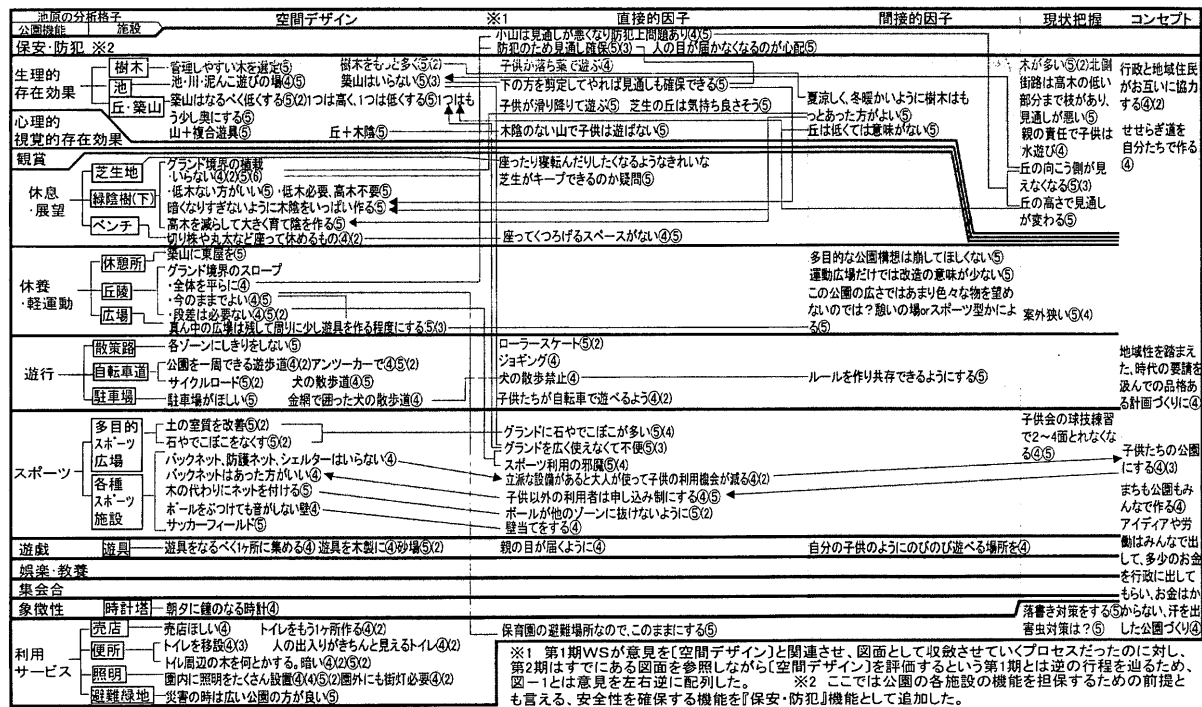 池原の分析格子
公園機能 施設
空間デザイン
※1
直接的因子
間接的因子
現状把握
コンセプト
保安・防犯 ※2
小山は見通しが悪くなり防犯上問題あり④⑤
防犯のため見通し確保⑤(3)
人の目が届かなくなるのが心配⑤
生理的
存在効果
樹木
池
丘・築山
管理しやすい木を選定⑤
樹木をもっと多く⑤(2)
池・川・泥んこ遊びの場④⑤
築山はいらない⑤(3)
築山はなるべく低くする⑤(2)1つは高く、1つは低くする⑤1つはも
う少し奥にする⑤
山+複合遊具⑤
丘+木陰⑤
子供が落ち葉で遊ぶ④
下の方を剪定してやれば見通しも確保できる⑤
子供が滑り降りて遊ぶ⑤
芝生の丘は気持ち良さそう⑤
木陰のない山で子供は遊ばない⑤
夏涼しく、冬暖かいように樹木はも
っとあった方がよい⑤
丘は低くては意味がない⑤
木が多い⑤(2)北側
街路は高木の低い
部分まで枝があり、
見通しが悪い⑤
親の責任で子供は
水遊び④
丘の向こう側が見
えなくなる⑤(3)
丘の高さで見通し
が変わる⑤
行政と地域住民
がお互いに協力
する④(2)
せせらぎ道を
自分たちで作る
④
心理的
視覚的存在効果
観賞
休息
・展望
芝生地
緑陰樹(下)
ベンチ
グランド境界の植栽
・いらない④(2)⑤(6)
・低木ない方がいい⑤ ・低木必要、高木不要⑤
暗くなりすぎないように木陰をいっぱい作る⑤
高木を減らして大きく育て陰を作る⑤
切り株や丸太など座って休めるもの④(2)
座ったり寝転んだりしたくなるようなきれいな
芝生がキープできるのか疑問⑤
座ってくつろげるスペースがない④⑤
休養
・軽運動
休憩所
丘陵
広場
築山に東屋を⑤
グランド境界のスロープ
・全体を平らに④
・今のままでよい④⑤
・段差は必要ない④⑤(2)
真ん中の広場は残して周りに少し遊具を作る程度にする⑤(3)
多目的な公園構想は崩してほしくない⑤
運動広場だけでは改造の意味が少ない⑤
この公園の広さではあまり色々な物を望め
ないのでは?憩いの場orスポーツ型かによ
る⑤
案外狭い⑤(4)
遊行
散策路
自転車道
駐車場
各ゾーンにしきりをしない⑤
公園を一周できる遊歩道④(2)アンツーカーで④⑤(2)
サイクルロード⑤(2)
犬の散歩道④⑤
駐車場がほしい⑤
金網で囲った犬の散歩道④
ローラースケート⑤(2)
ジョギング④
犬の散歩禁止④
子供たちが自転車で遊べるよう④(2)
ルールを作り共存できるようにする⑤
地域性を踏まえ
た、時代の要請を
汲んでの品格あ
る計画づくりに④
スポーツ
多目的
スポーツ
広場
各種
スポーツ
施設
土の室質を改善⑤(2)
石やでこぼこをなくす⑤(2)
バックネット、防護ネット、シェルターはいらない④
バックネットはあった方がいい④
木の代わりにネットを付ける⑤
ボールをぶつけても音がしない壁④
サッカーフィールド⑤
グランドに石やでこぼこが多い⑤(4)
グランドを広く使えなくて不便⑤(3)
スポーツ利用の邪魔⑤(4)
立派な設備があると大人が使って子供の利用機会が減る④(2)
子供以外の利用者は申し込み制にする④⑤
ボールが他のゾーンに抜けないように⑤(2)
壁当てをする④
子供会の球技練習
で2〜4面とれなくな
る④⑤
子供たちの公園
にする④(3)
まちも公園もみ
んなで作る④
アイディアや労
働はみんなで出
して、多少のお金
を行政に出して
もらい、お金はか
からない、汗を出
した公園づくり④
遊戯
遊具
遊具をなるべく1ヶ所に集める④ 遊具を木製に④砂場⑤(2)
親の目が届くように④
自分の子供のようにのびのび遊べる場所を④
娯楽・教養
集会合
象徴性
時計塔
朝夕に鐘のなる時計④
落書き対策をする⑤
害虫対策は?⑤
利用
サービス
売店
便所
照明
避難緑地
売店ほしい④
トイレをもう1ヶ所作る④(2)
トイレを移設④(3)
人の出入りがきちんと見えるトイレ④(2)
トイレ周辺の木を何とかする。暗い④(2)⑤(2)
園内に照明をたくさん設置④(4)⑤(2)園外にも街灯必要④(2)
災害の時は広い公園の方が良い⑤
保育園の避難場所なので、このままにする⑤
※1 第1期WSが意見を[空間デザイン]と関連させ、図面として収斂させていくプロセスだったのに対し、
第2期はすでにある図面を参照しながら[空間デザイン]を評価するという第1期とは逆の行程を辿るため、
図-1とは意見を左右逆に配列した。 ※2 ここでは公園の各施設の機能を担保するための前提と
も言える、安全性を確保する機能を『保安・防犯』機能として追加した。